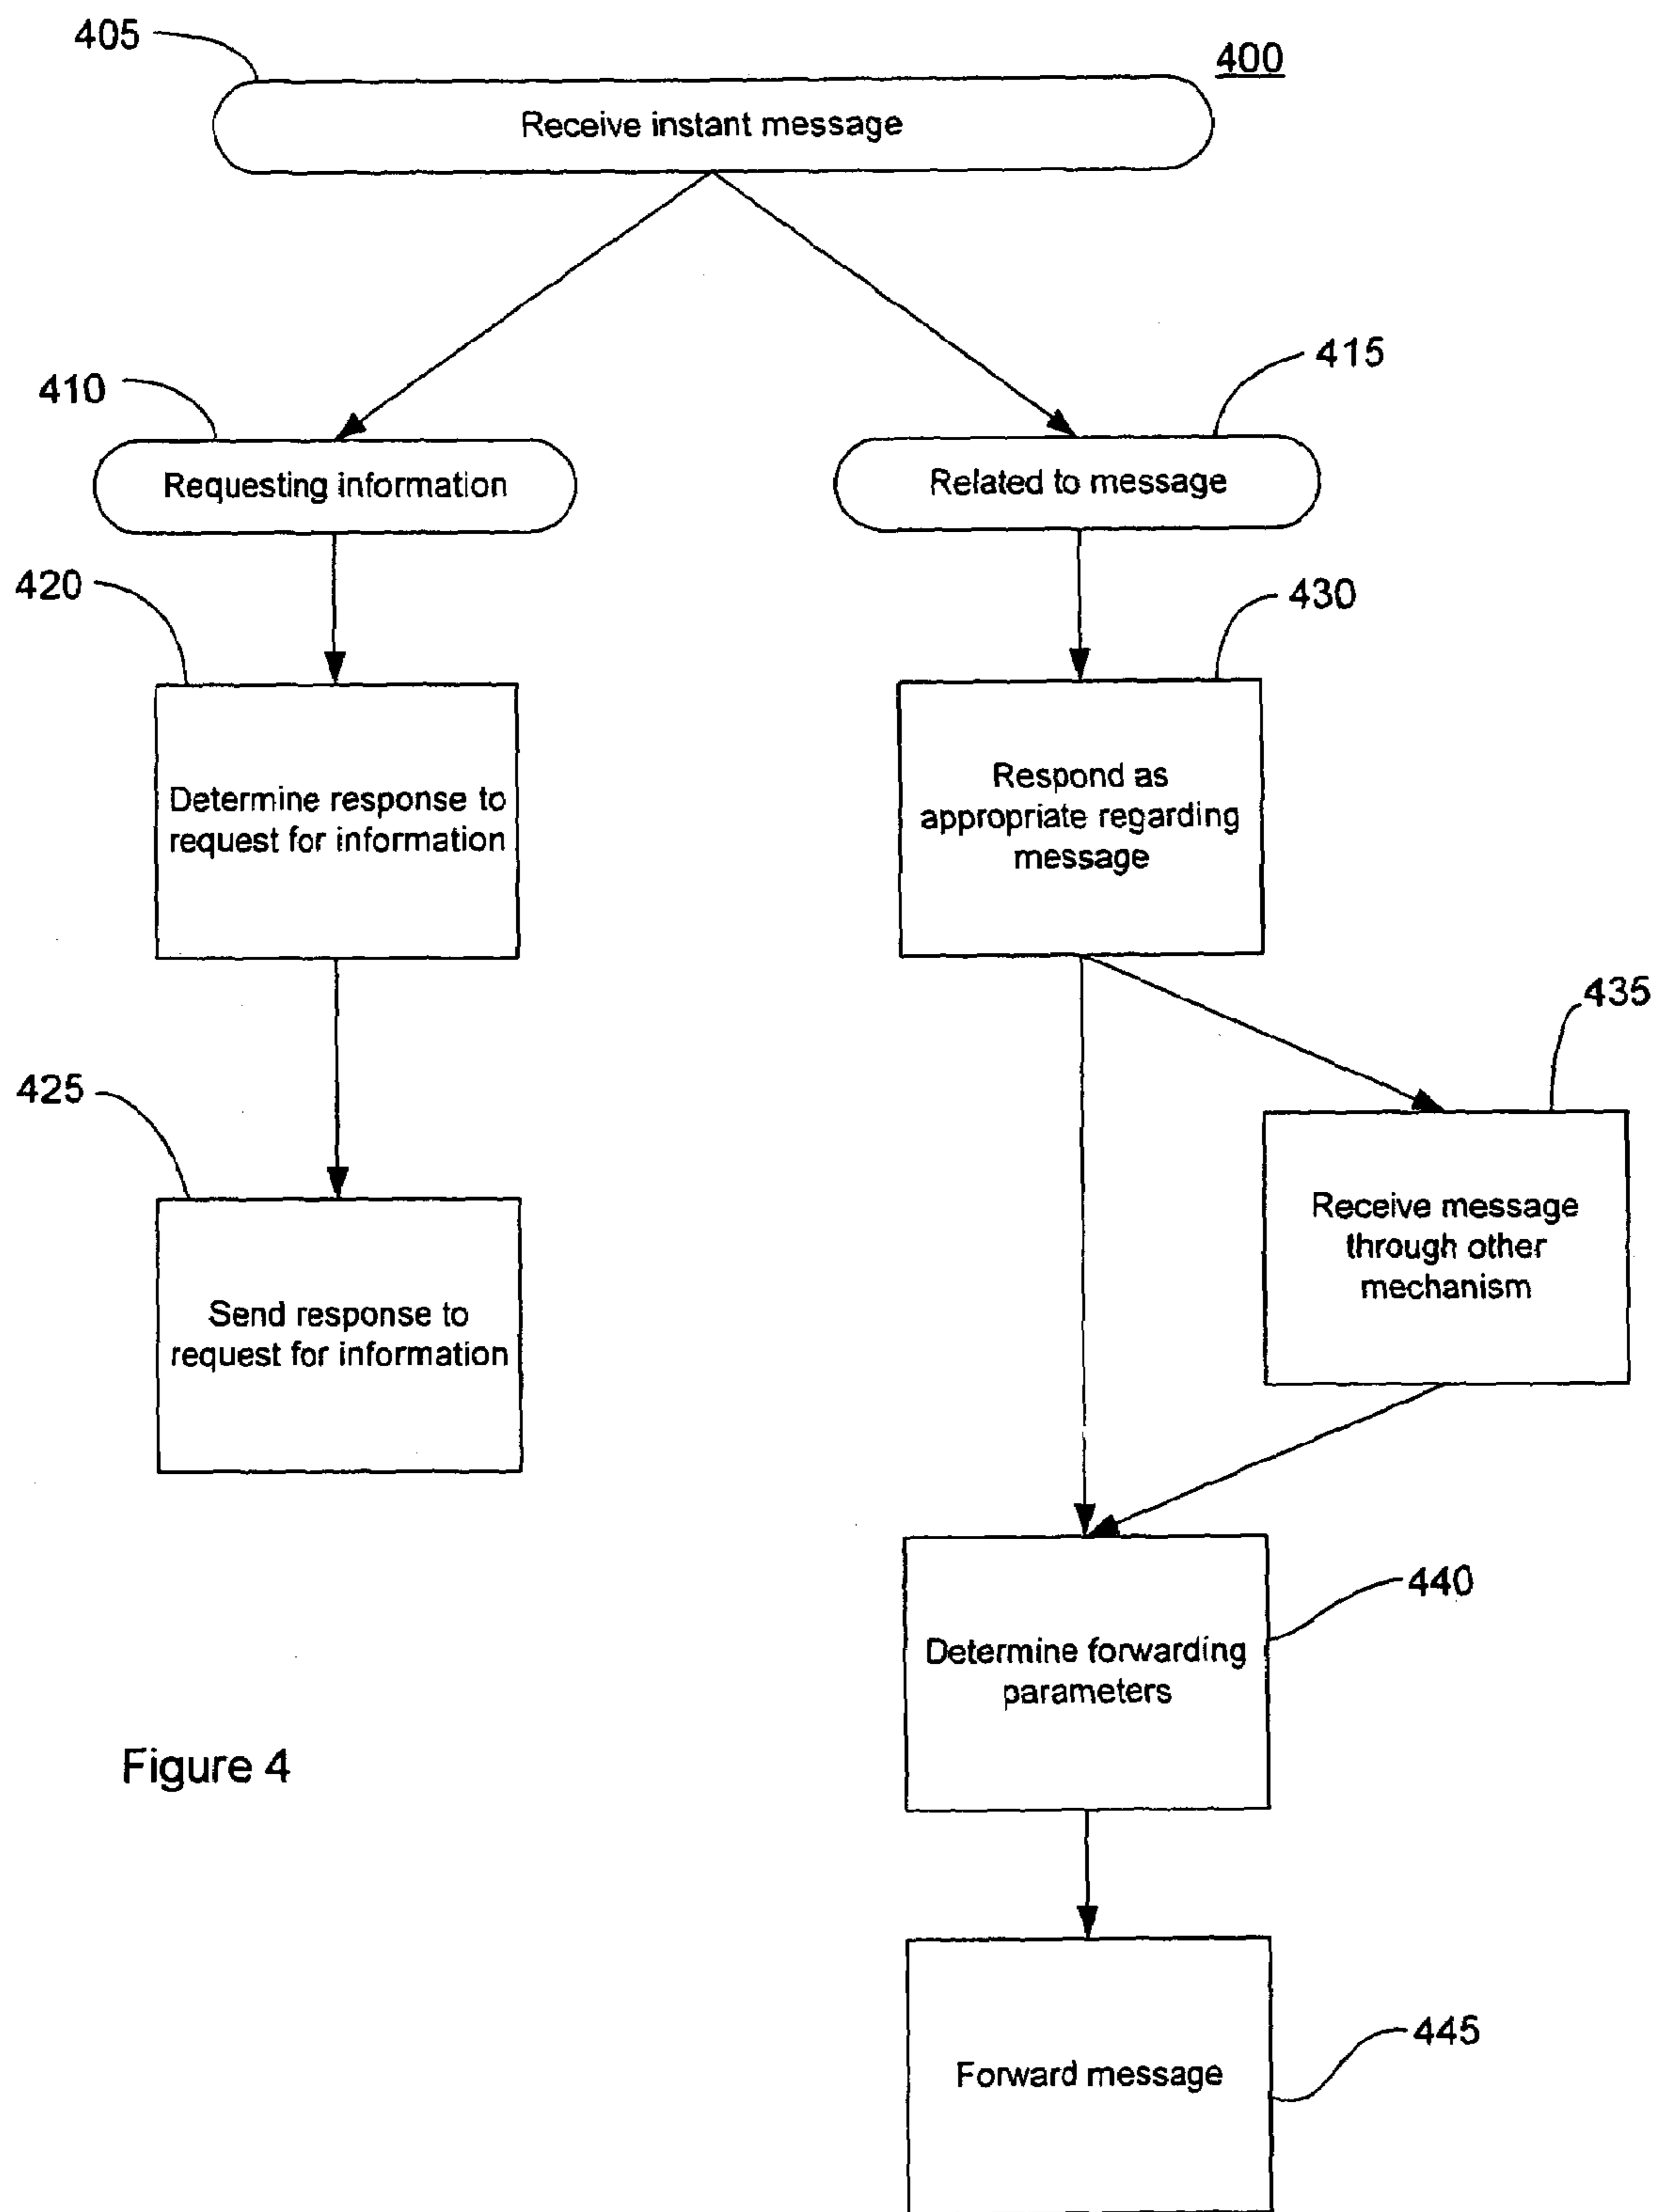 405
400
Receive instant message
415
410
Related to message
Requesting information
420
430
Respond as
appropriate regarding
message
Determine response to
request for information
435
425
Receive message
through other
mechanism
Send response to
request for information
440
Determine forwarding
parameters
Figure 4
445
Forward message